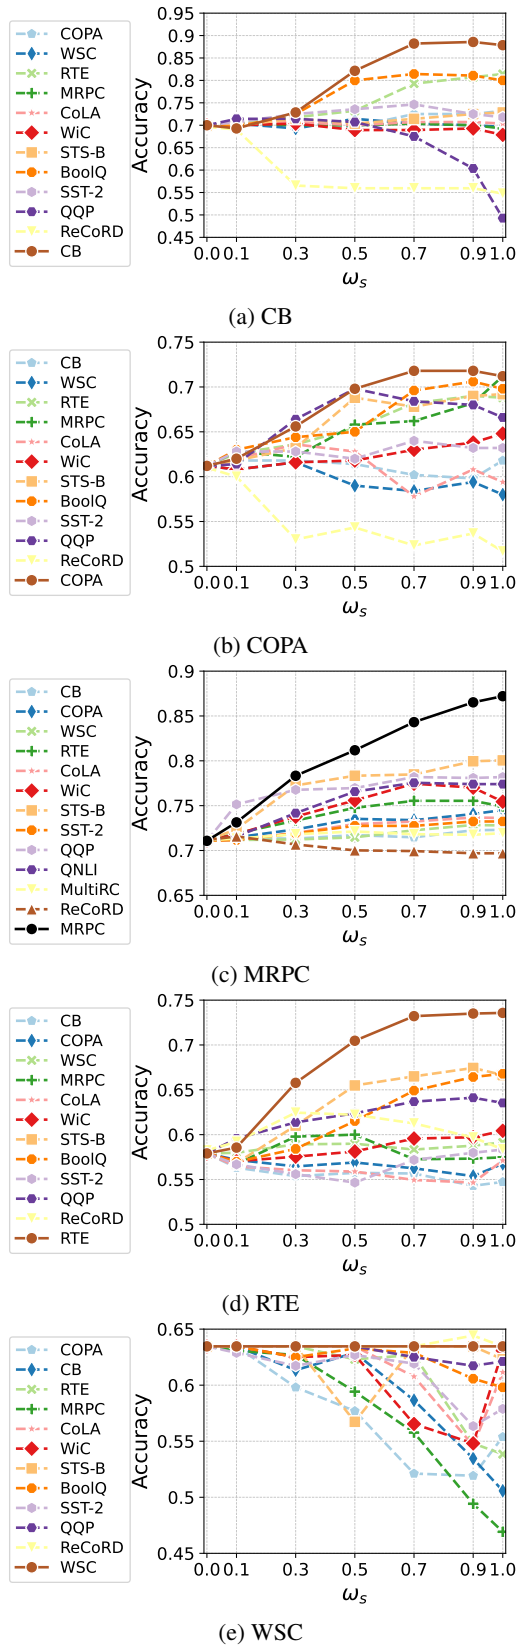 COPA
WSC
RTE
MRPC
CoLA
WiC
STS-B
BoolQ
SST-2
QQP
ReCoRD
CB
Accuracy
0.95
0.9
0.85
0.8
0.75
0.7
0.65
0.6
0.55
0.5
0.45
0.0 0.1 0.3 0.5 0.7 0.9 1.0
ωs
(a) CB
CB
WSC
RTE
MRPC
CoLA
WiC
STS-B
BoolQ
SST-2
QQP
ReCoRD
COPA
Accuracy
0.75
0.7
0.65
0.6
0.55
0.5
0.0 0.1 0.3 0.5 0.7 0.9 1.0
ωs
(b) COPA
CB
COPA
WSC
RTE
CoLA
WiC
STS-B
SST-2
QQP
QNLI
MultiRC
ReCoRD
MRPC
Accuracy
0.9
0.85
0.8
0.75
0.7
0.65
0.0 0.1 0.3 0.5 0.7 0.9 1.0
ωs
(c) MRPC
CB
COPA
WSC
MRPC
CoLA
WiC
STS-B
BoolQ
SST-2
QQP
ReCoRD
RTE
Accuracy
0.75
0.7
0.65
0.6
0.55
0.5
0.0 0.1 0.3 0.5 0.7 0.9 1.0
ωs
(d) RTE
COPA
CB
RTE
MRPC
CoLA
WiC
STS-B
BoolQ
SST-2
QQP
ReCoRD
WSC
Accuracy
0.65
0.6
0.55
0.5
0.45
0.0 0.1 0.3 0.5 0.7 0.9 1.0
ωs
(e) WSC